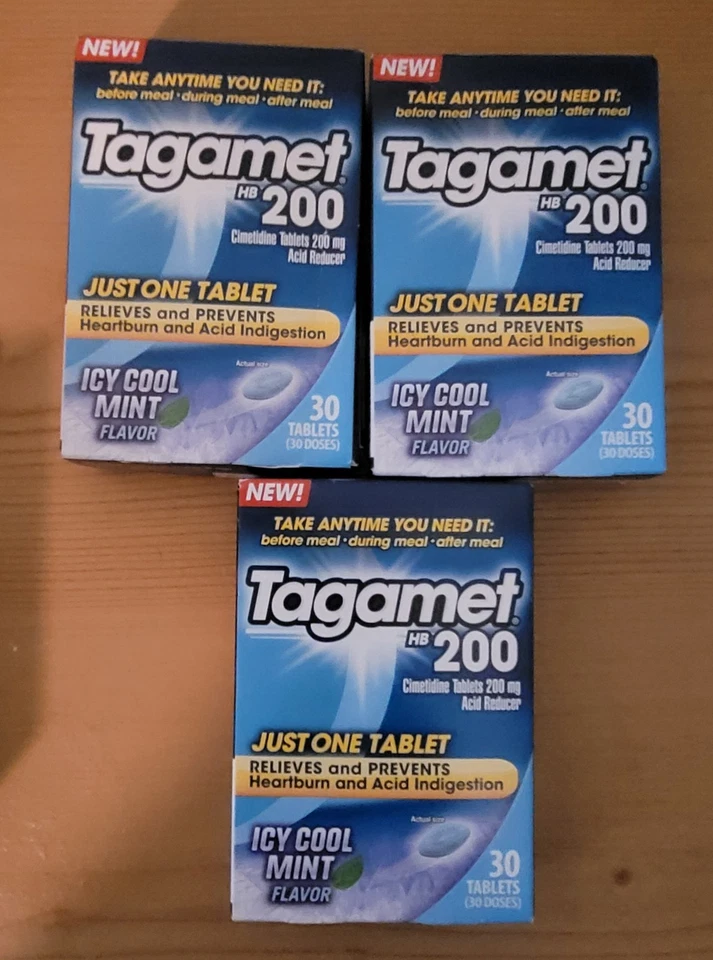 NEW!
TAKE ANYTIME YOU NEED IT:
before meal • during meal • after meal
Tagamet®
HB 200
Cimetidine Tablets 200 mg
Acid Reducer
JUST ONE TABLET
RELIEVES and PREVENTS
Heartburn and Acid Indigestion
Actual size
ICY COOL
MINT
FLAVOR
30
TABLETS
(30 DOSES)
NEW!
TAKE ANYTIME YOU NEED IT:
before meal • during meal • after meal
Tagamet®
HB 200
Cimetidine Tablets 200 mg
Acid Reducer
JUST ONE TABLET
RELIEVES and PREVENTS
Heartburn and Acid Indigestion
Actual size
ICY COOL
MINT
FLAVOR
30
TABLETS
(30 DOSES)
NEW!
TAKE ANYTIME YOU NEED IT:
before meal • during meal • after meal
Tagamet®
HB 200
Cimetidine Tablets 200 mg
Acid Reducer
JUST ONE TABLET
RELIEVES and PREVENTS
Heartburn and Acid Indigestion
Actual size
ICY COOL
MINT
FLAVOR
30
TABLETS
(30 DOSES)